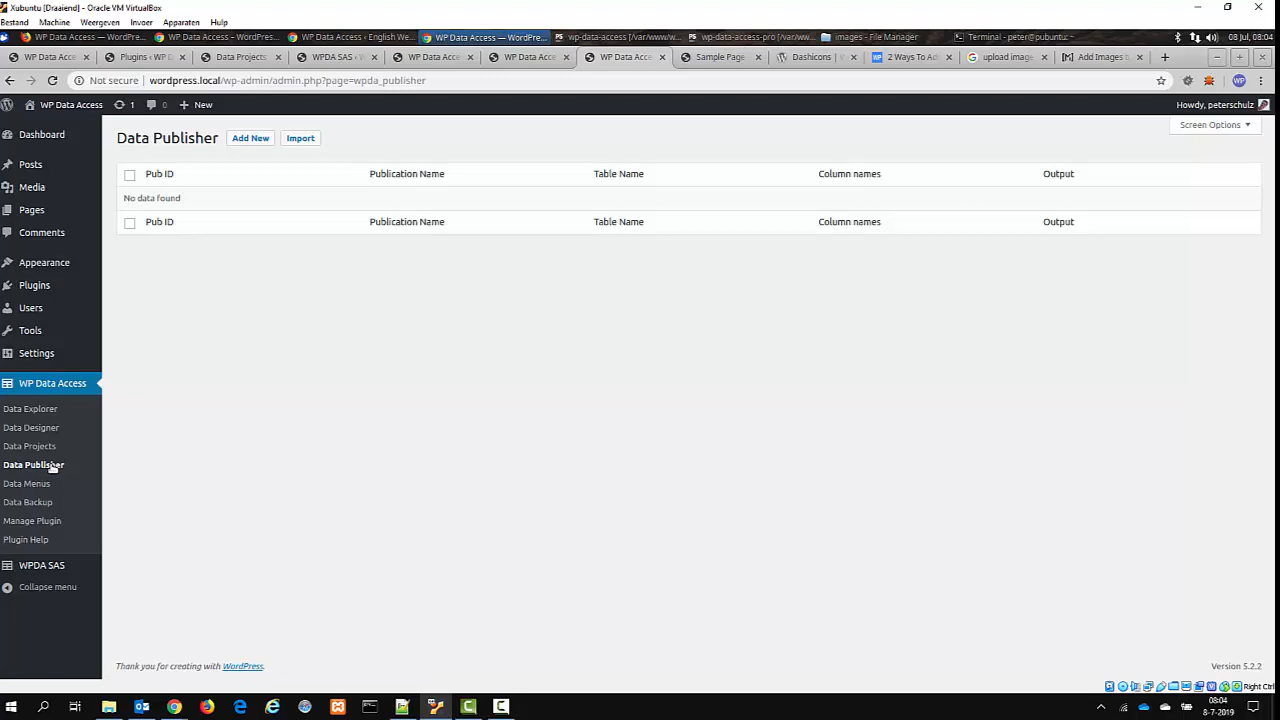 Xubuntu [Draaiend] - Oracle VM VirtualBox
Bestand Machine Weergeven Invoer Apparaten Hulp
WP Data Access — WordPre... WP Data Access – WordPres... WP Data Access ‹ English We... WP Data Access — WordPre... wp-data-access [/var/www/w... wp-data-access-pro [/var/ww... images - File Manager Terminal - peter@pubuntu: ~ 08 Jul, 08:04
WP Data Acce Plugins ‹ WP D Data Projects WPDA SAS ‹ W WP Data Acce WP Data Acce WP Data Acce Sample Page Dashicons | W 2 Ways To Ad upload image Add Images t
Not secure wordpress.local/wp-admin/admin.php?page=wpda_publisher
WP Data Access 1 0 New Howdy, peterschulz
Screen Options
Dashboard
Posts
Media
Pages
Comments
Appearance
Plugins
Users
Tools
Settings
WP Data Access
Data Explorer
Data Designer
Data Projects
Data Publisher
Data Menus
Data Backup
Manage Plugin
Plugin Help
WPDA SAS
Collapse menu
Data Publisher Add New Import
Pub ID Publication Name Table Name Column names Output
No data found
Pub ID Publication Name Table Name Column names Output
Thank you for creating with WordPress. Version 5.2.2
Right Ctrl
08:04
8-7-2019